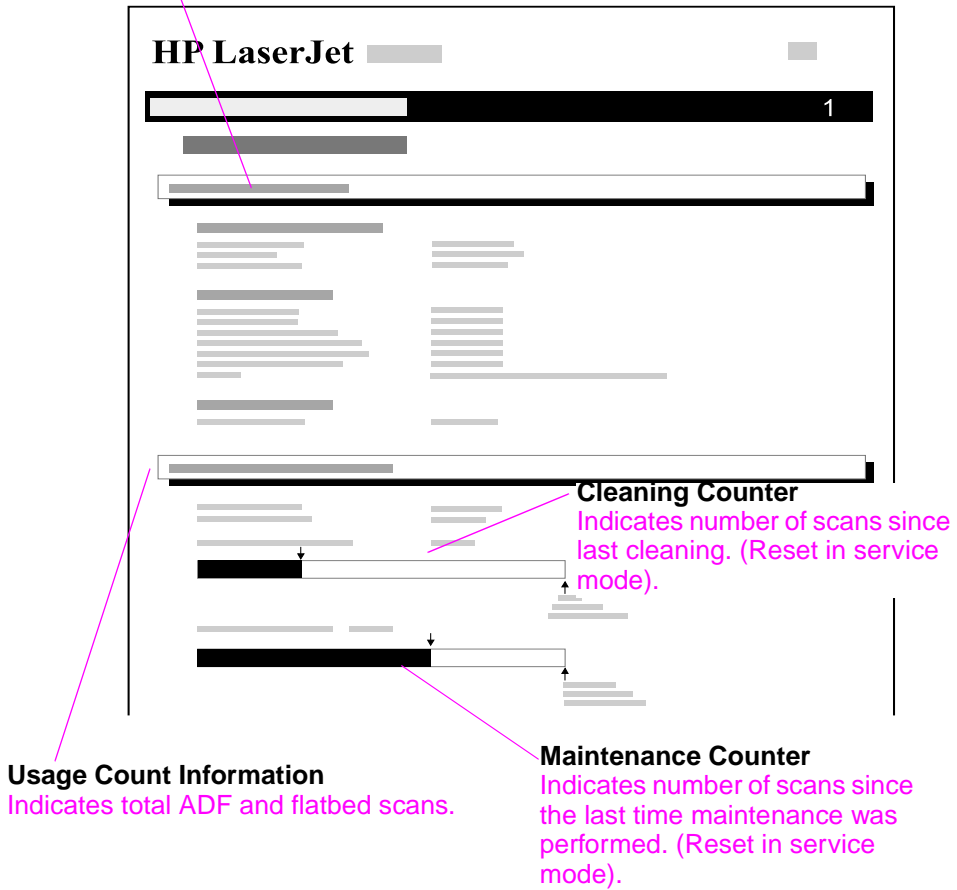 HP LaserJet
1
Cleaning Counter
Indicates number of scans since
last cleaning. (Reset in service
mode).
Usage Count Information
Indicates total ADF and flatbed scans.
Maintenance Counter
Indicates number of scans since
the last time maintenance was
performed. (Reset in service
mode).